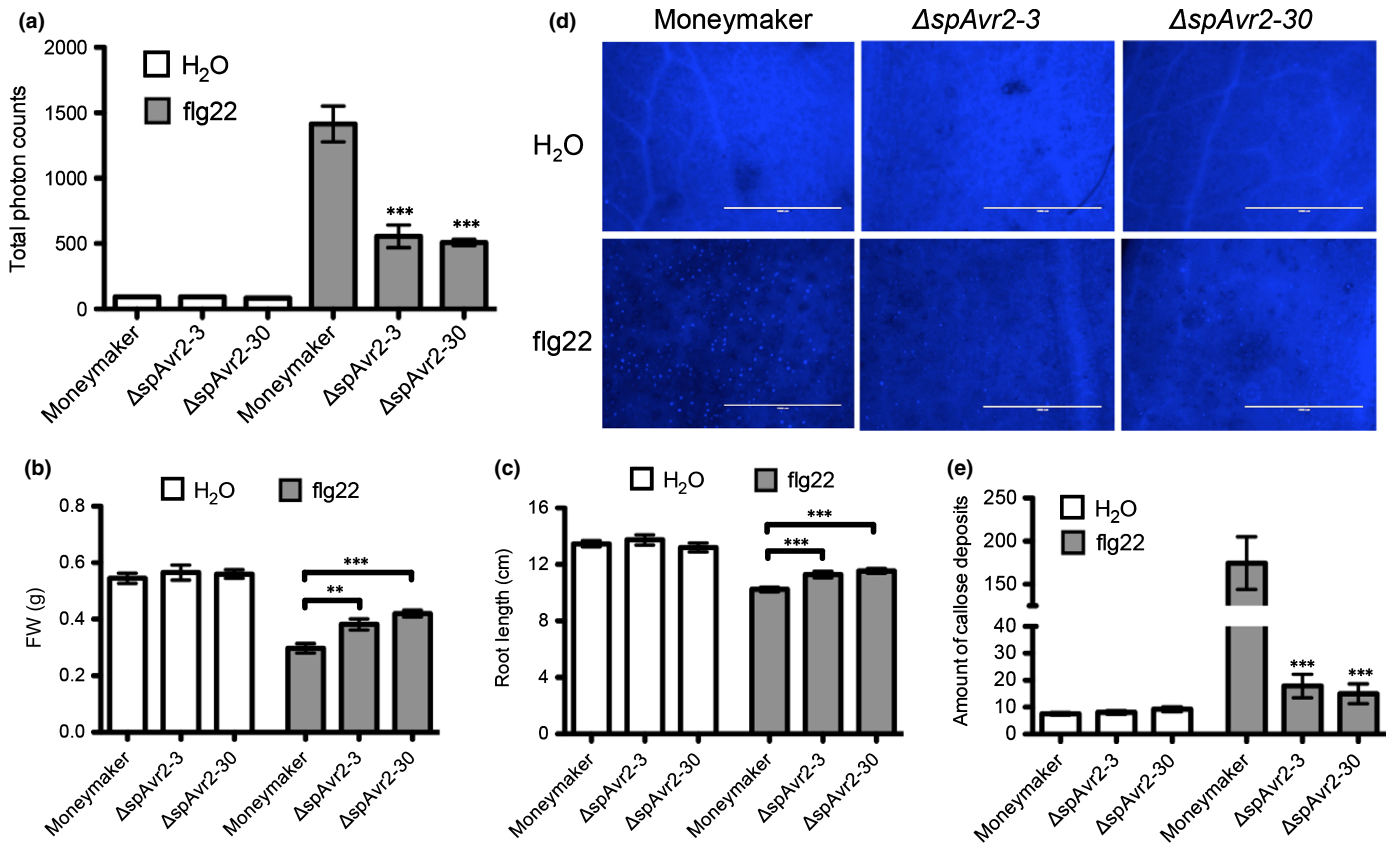 (a)
Total photon counts
2000
1500
1000
500
0
H₂O
flg22
***
***
Moneymaker
ΔspAvr2-3
ΔspAvr2-30
Moneymaker
ΔspAvr2-3
ΔspAvr2-30
(d)
Moneymaker
ΔspAvr2-3
ΔspAvr2-30
H₂O
flg22
(b)
H₂O
flg22
FW (g)
0.8
0.6
0.4
0.2
0.0
***
**
Moneymaker
ΔspAvr2-3
ΔspAvr2-30
Moneymaker
ΔspAvr2-3
ΔspAvr2-30
(c)
H₂O
flg22
Root length (cm)
16
12
8
4
0
***
***
Moneymaker
ΔspAvr2-3
ΔspAvr2-30
Moneymaker
ΔspAvr2-3
ΔspAvr2-30
(e)
H₂O
flg22
Amount of callose deposits
250
200
150
40
30
20
10
0
***
***
Moneymaker
ΔspAvr2-3
ΔspAvr2-30
Moneymaker
ΔspAvr2-3
ΔspAvr2-30